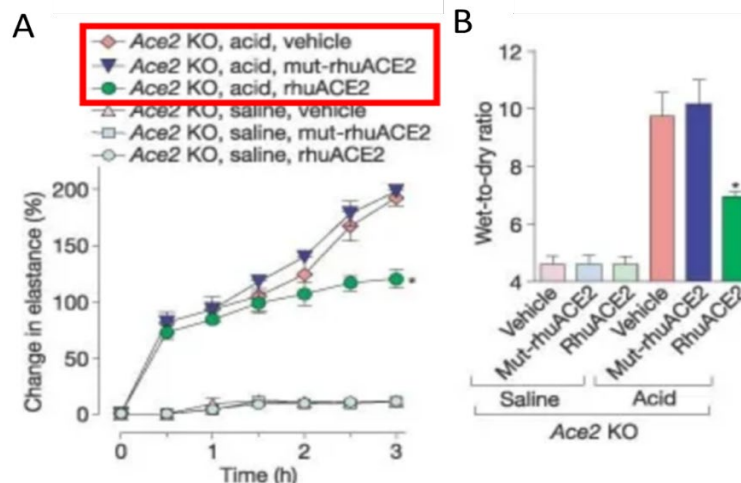 A
Ace2 KO, acid, vehicle
Ace2 KO, acid, mut-rhuACE2
Ace2 KO, acid, rhuACE2
Ace2 KO, saline, vehicle
Ace2 KO, saline, mut-rhuACE2
Ace2 KO, saline, rhuACE2
Change in elastance (%)
200
150
100
50
0
*
0 1 2 3
Time (h)
B
Wet-to-dry ratio
12
10
8
6
4
*
Vehicle
Mut-rhuACE2
RhuACE2
Vehicle
Mut-rhuACE2
RhuACE2
Saline Acid
Ace2 KO